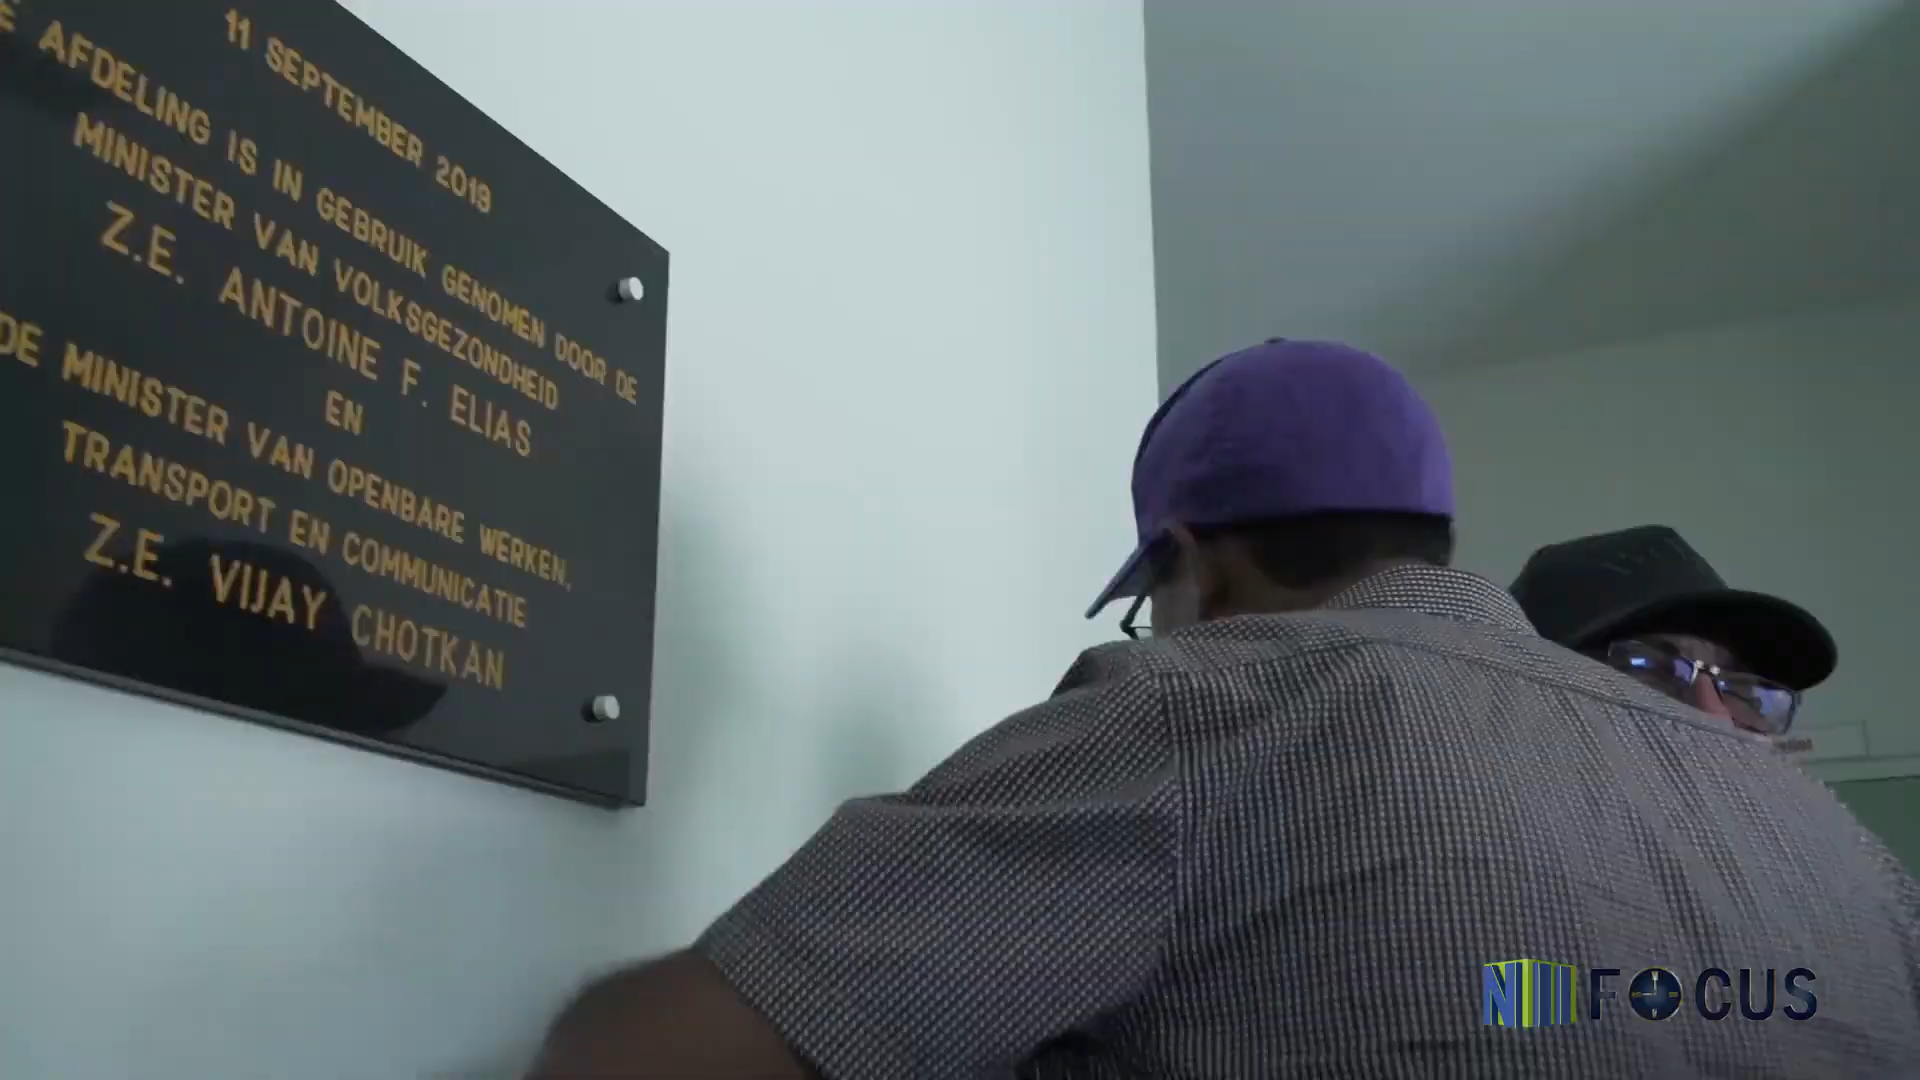 11 SEPTEMBER 2019
E AFDELING IS IN GEBRUIK GENOMEN DOOR DE
MINISTER VAN VOLKSGEZONDHEID
Z.E. ANTOINE F. ELIAS
EN
DE MINISTER VAN OPENBARE WERKEN,
TRANSPORT EN COMMUNICATIE
Z.E. VIJAY CHOTKAN
NII FOCUS